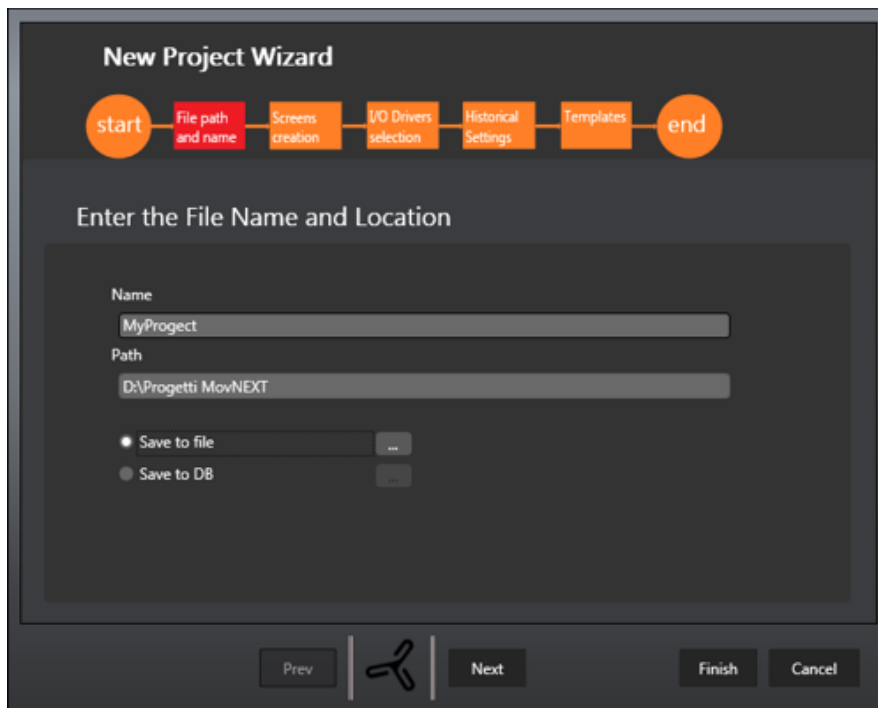 New Project Wizard
start
File path
and name
Screens
creation
I/O Drivers
selection
Historical
Settings
Templates
end
Enter the File Name and Location
Name
MyProgect
Path
D:\Progetti MovNEXT
Save to file
...
Save to DB
...
Prev
Next
Finish
Cancel